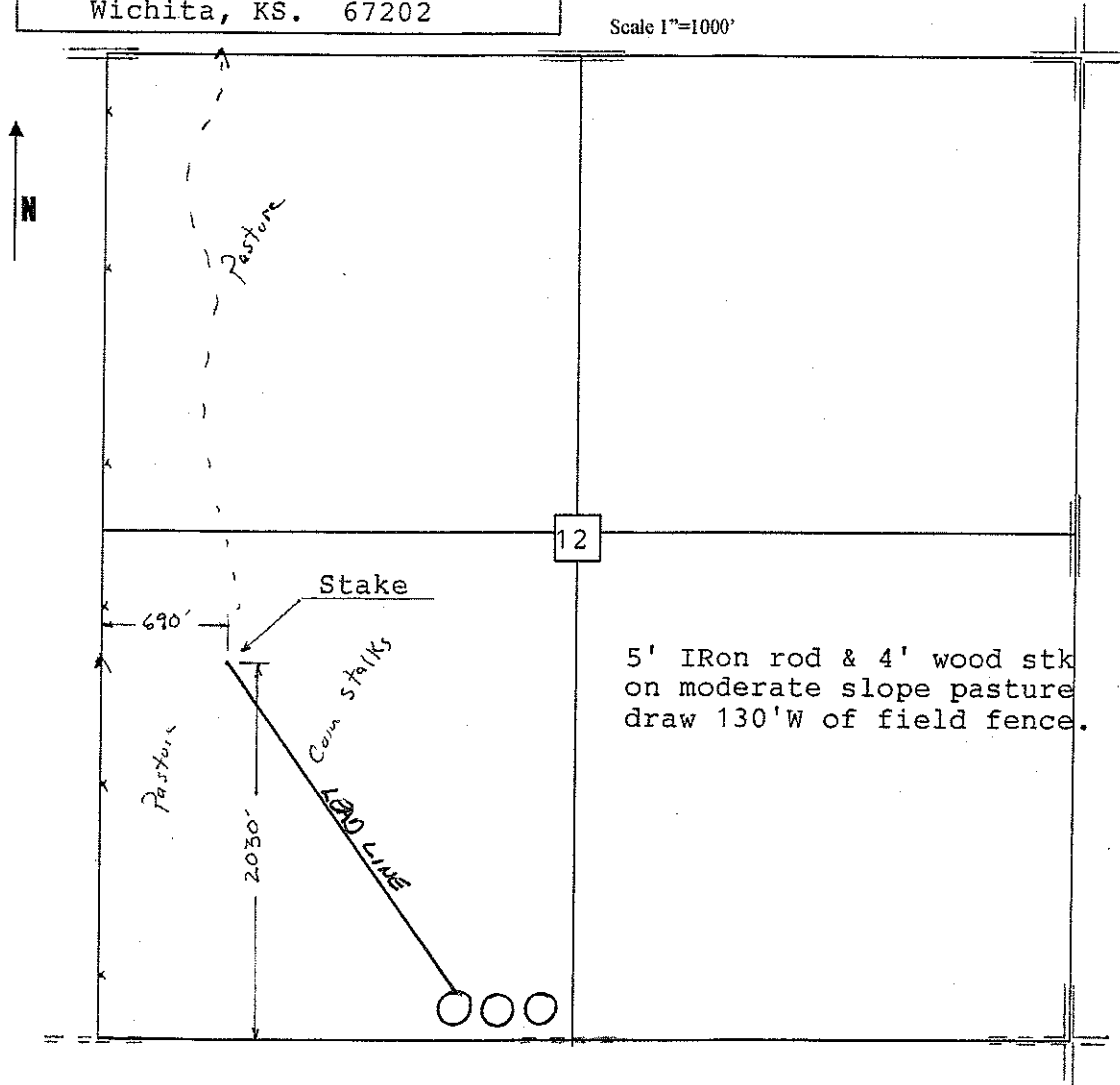 Wichita, KS. 67202
Scale 1"=1000'
N
Pasture
12
Stake
690'
Corn Stalks
5' IRon rod & 4' wood stk
on moderate slope pasture
draw 130'W of field fence.
Pasture
2030'
LEAD LINE